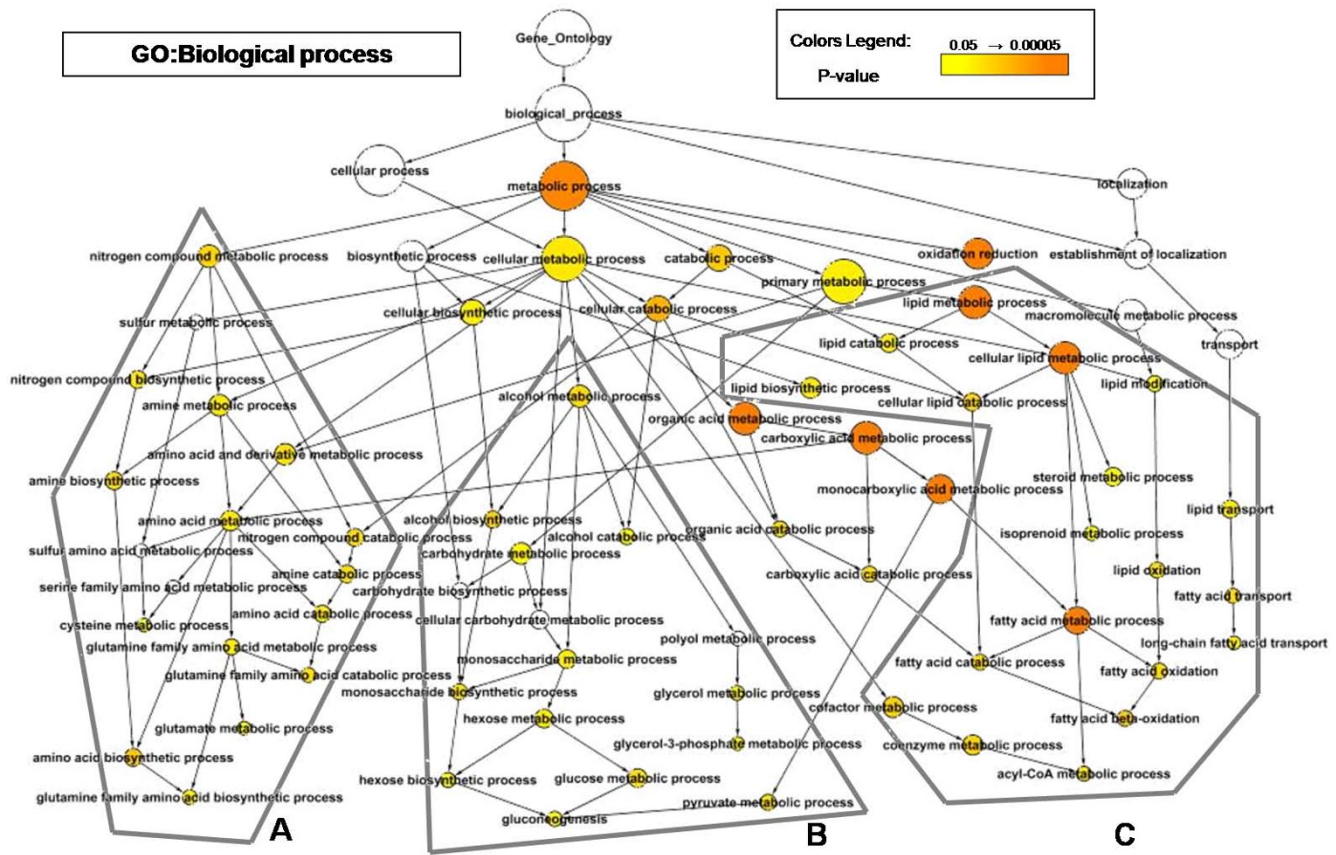 Gene_Ontology
GO:Biological process
Colors Legend:
0.05 → 0.00005
P-value
biological_process
cellular process
metabolic process
localization
nitrogen compound metabolic process
biosynthetic process
cellular metabolic process
catabolic process
oxidation reduction
establishment of localization
primary metabolic process
lipid metabolic process
sulfur metabolic process
cellular biosynthetic process
cellular catabolic process
macromolecule metabolic process
lipid catabolic process
transport
cellular lipid metabolic process
nitrogen compound biosynthetic process
lipid biosynthetic process
lipid modification
amine metabolic process
alcohol metabolic process
cellular lipid catabolic process
organic acid metabolic process
carboxylic acid metabolic process
amino acid and derivative metabolic process
amine biosynthetic process
steroid metabolic process
monocarboxylic acid metabolic process
lipid transport
amino acid metabolic process
alcohol biosynthetic process
organic acid catabolic process
nitrogen compound catabolic process
alcohol catabolic process
isoprenoid metabolic process
sulfur amino acid metabolic process
carbohydrate metabolic process
amine catabolic process
carboxylic acid catabolic process
lipid oxidation
serine family amino acid metabolic process
carbohydrate biosynthetic process
fatty acid transport
amino acid catabolic process
cellular carbohydrate metabolic process
fatty acid metabolic process
cysteine metabolic process
polyol metabolic process
long-chain fatty acid transport
glutamine family amino acid metabolic process
monosaccharide metabolic process
fatty acid catabolic process
glutamine family amino acid catabolic process
fatty acid oxidation
monosaccharide biosynthetic process
glycerol metabolic process
cofactor metabolic process
hexose metabolic process
fatty acid beta-oxidation
glutamate metabolic process
glycerol-3-phosphate metabolic process
coenzyme metabolic process
amino acid biosynthetic process
acyl-CoA metabolic process
hexose biosynthetic process
glucose metabolic process
glutamine family amino acid biosynthetic process
pyruvate metabolic process
gluconeogenesis
A
B
C